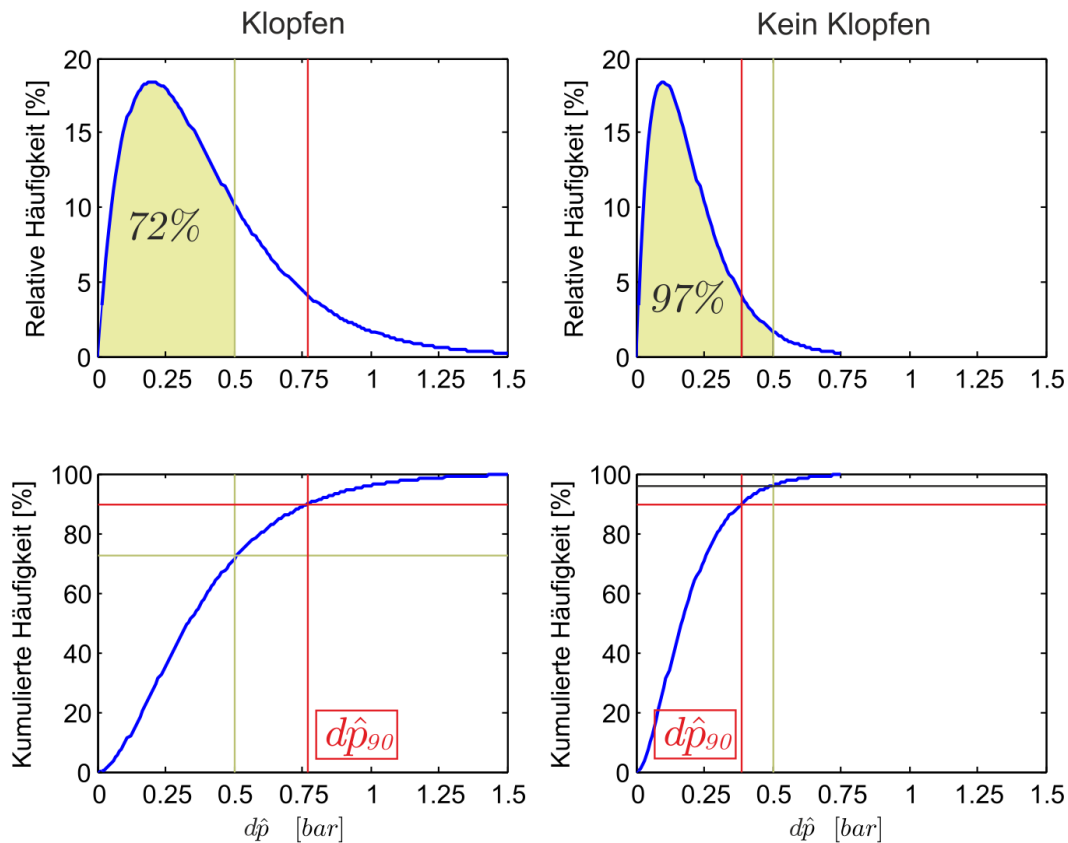 Klopfen
Kein Klopfen
Relative Häufigkeit [%]
20
15
10
5
0
72%
0 0.25 0.5 0.75 1 1.25 1.5
Relative Häufigkeit [%]
20
15
10
5
0
97%
0 0.25 0.5 0.75 1 1.25 1.5
Kumulierte Häufigkeit [%]
100
80
60
40
20
0
dp̂90
0 0.25 0.5 0.75 1 1.25 1.5
dp̂ [bar]
Kumulierte Häufigkeit [%]
100
80
60
40
20
0
dp̂90
0 0.25 0.5 0.75 1 1.25 1.5
dp̂ [bar]